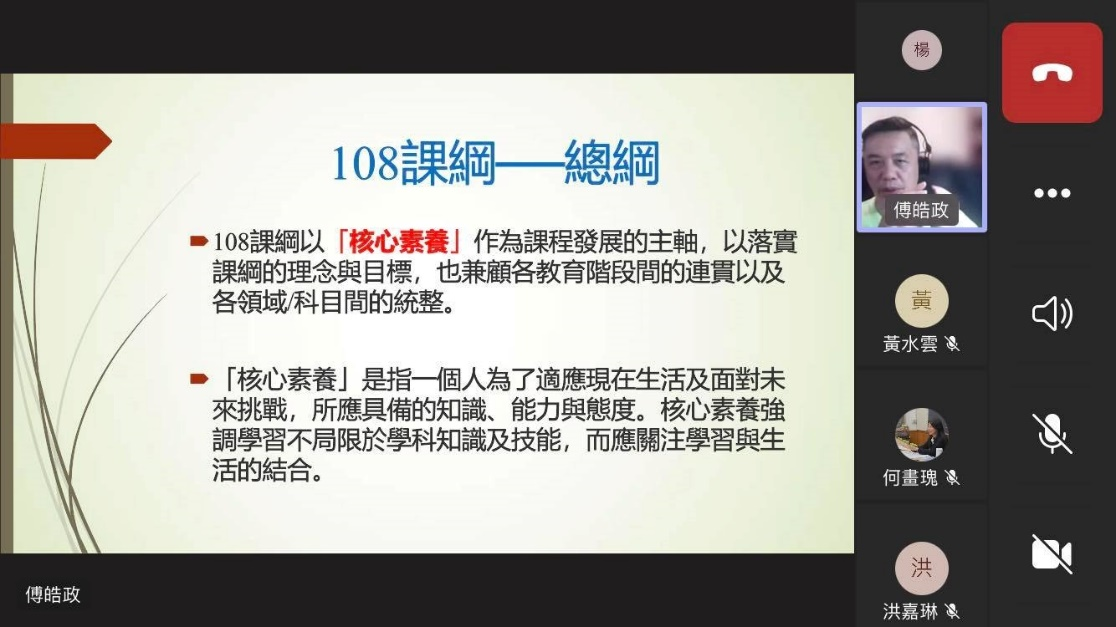 108課綱──總綱
108課綱以「核心素養」作為課程發展的主軸，以落實
課綱的理念與目標，也兼顧各教育階段間的連貫以及
各領域/科目間的統整。
「核心素養」是指一個人為了適應現在生活及面對未
來挑戰，所應具備的知識、能力與態度。核心素養強
調學習不局限於學科知識及技能，而應關注學習與生
活的結合。
傅皓政
楊
傅皓政
黃
黃水雲
何畫瑰
洪
洪嘉琳